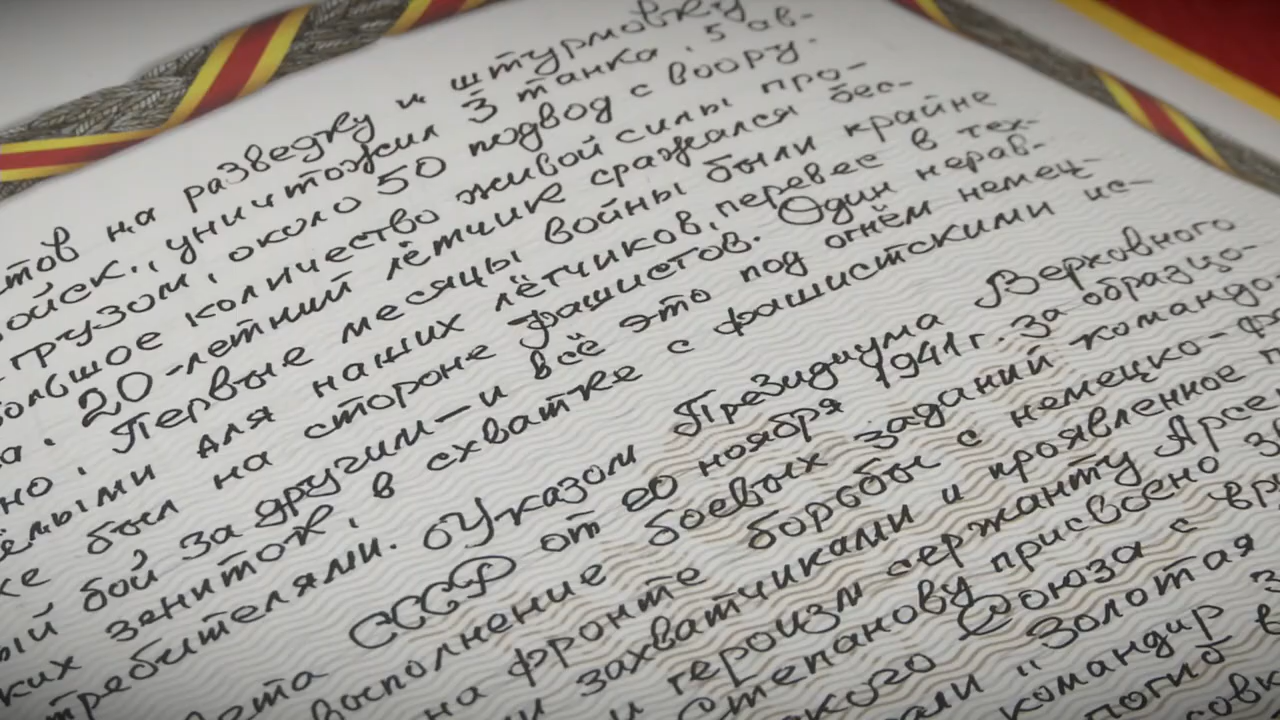 на разведку и штурмовку
войск., уничтожил 3 танка, 5 ав-
грузом, около 50 подвод с воору.
большое количество живой силы про-
20-летний лётчик сражался бес-
но. Первые месяцы войны были крайне
для наших лётчиков, перевес в тех-
был на стороне фашистов. Один нерав-
бой за другим - и всё это под огнём немец-
ких зениток, в схватке с фашистскими ис-
требителями. Указом Президиума Верховного
СССР от 20 ноября 1941 г. за образцо-
выполнение боевых заданий командо-
на фронте борьбы с немецко-фа
захватчиками и проявленное
и героизм сержанту
Степанову присвоено
Союза с
"Золотая
командир
погиб в